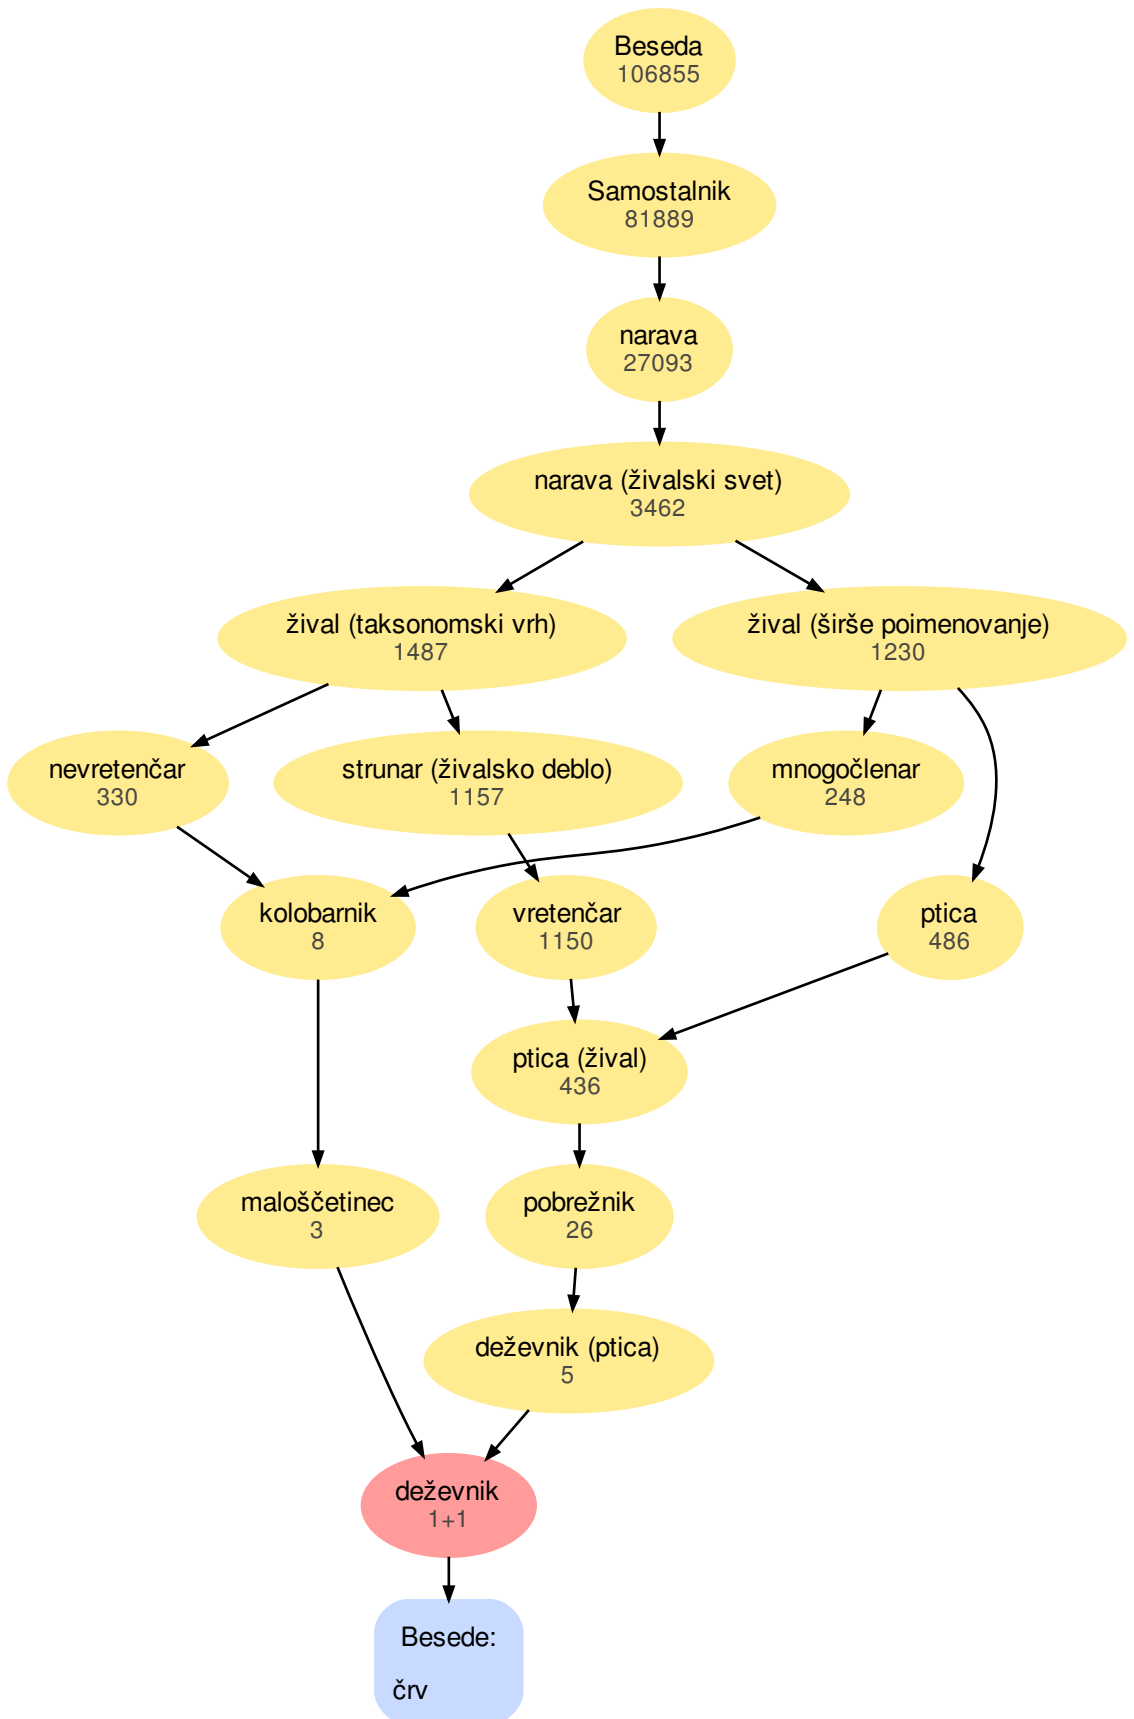 Beseda
106855
Samostalnik
81889
narava
27093
narava (živalski svet)
3462
žival (taksonomski vrh)
1487
žival (širše poimenovanje)
1230
nevretenčar
330
strunar (živalsko deblo)
1157
mnogočlenar
248
kolobarnik
8
vretenčar
1150
ptica
486
ptica (žival)
436
maloščetinec
3
pobrežnik
26
deževnik (ptica)
5
deževnik
1+1
Besede:
črv